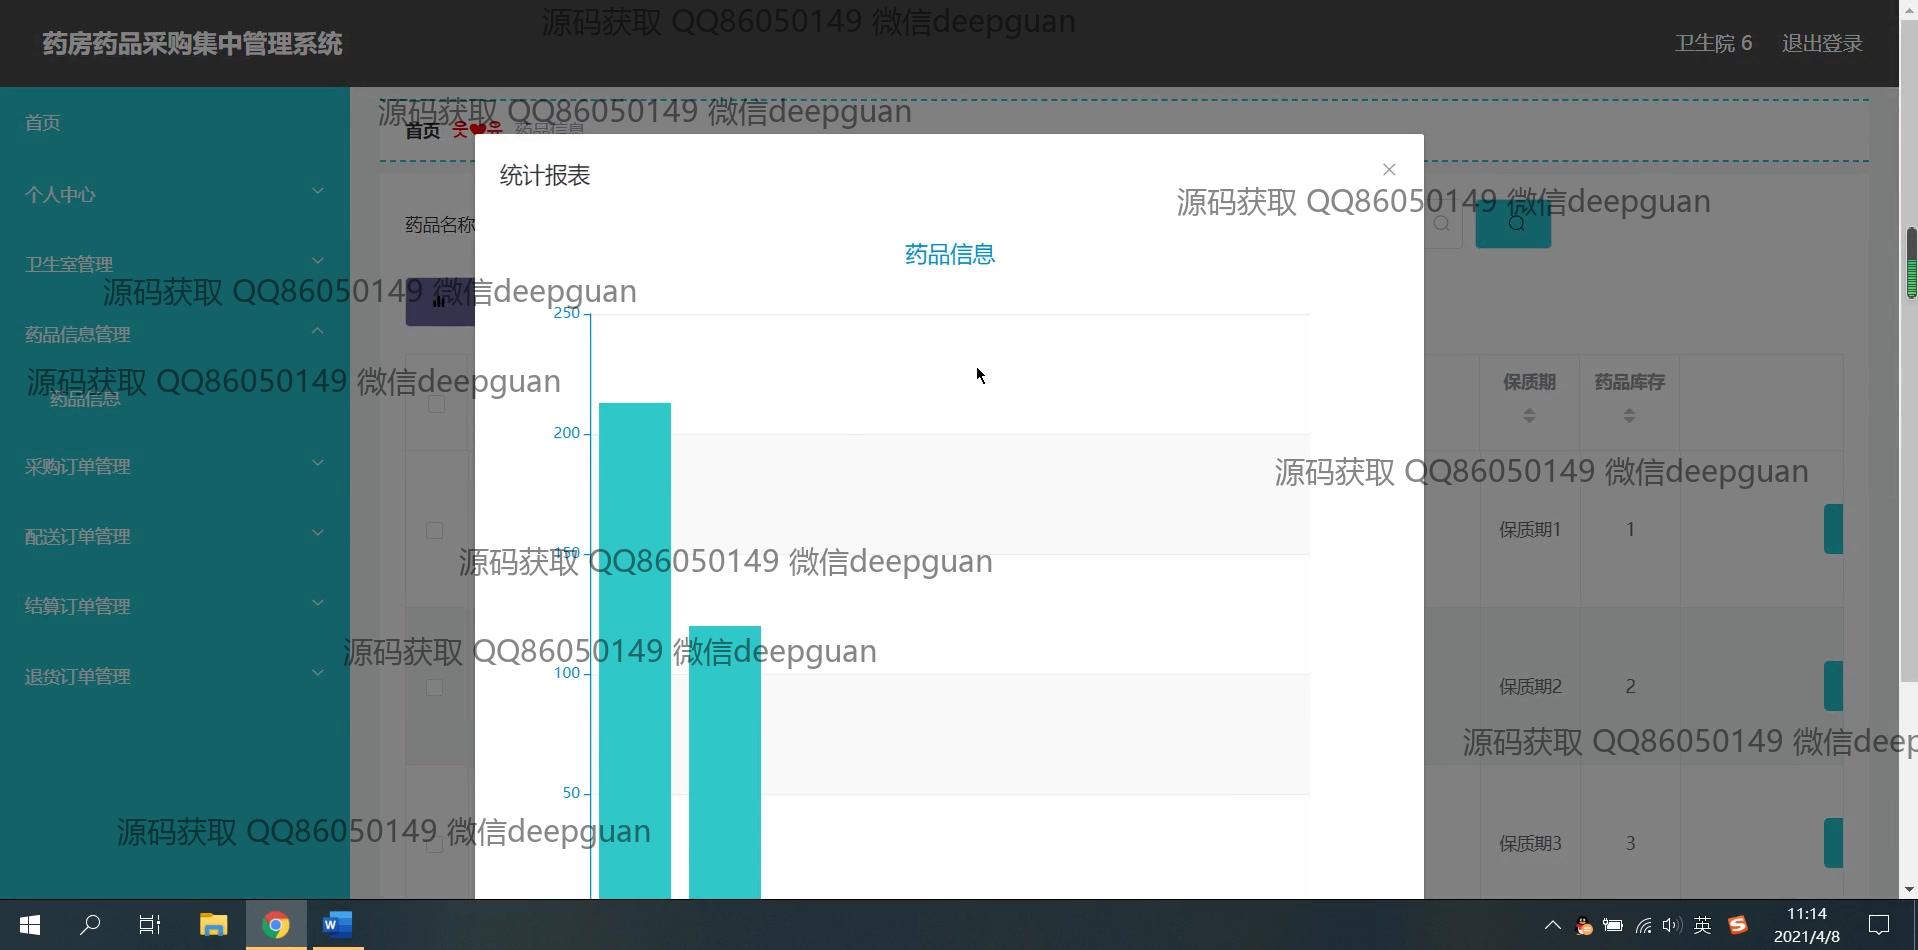 源码获取 QQ86050149 微信deepguan
药房药品采购集中管理系统
卫生院 6 退出登录
源码获取 QQ86050149 微信deepguan
首页
首页 웃❤유 药品信息
统计报表
个人中心
源码获取 QQ86050149 微信deepguan
药品名称
药品信息
卫生室管理
源码获取 QQ86050149 微信deepguan
250
药品信息管理
源码获取 QQ86050149 微信deepguan
保质期 药品库存
药品信息
200
采购订单管理
源码获取 QQ86050149 微信deepguan
配送订单管理
保质期1 1
150
源码获取 QQ86050149 微信deepguan
结算订单管理
源码获取 QQ86050149 微信deepguan
100
退货订单管理
保质期2 2
源码获取 QQ86050149 微信deep
50
源码获取 QQ86050149 微信deepguan
保质期3 3
W
英
S
11:14
2021/4/8